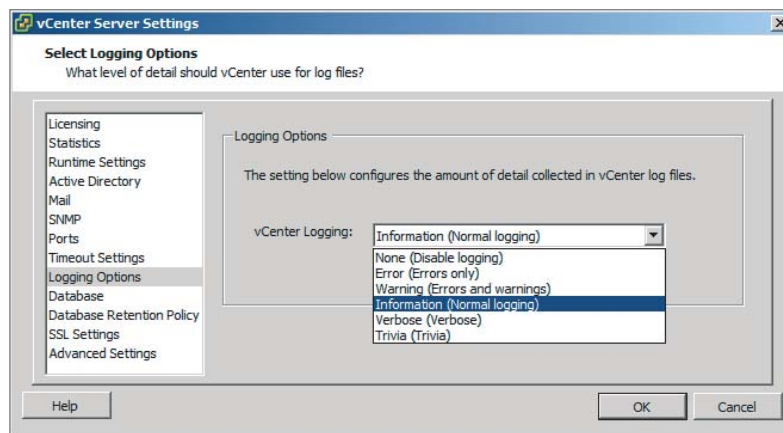 vCenter Server Settings
Select Logging Options
What level of detail should vCenter use for log files?
Licensing
Statistics
Runtime Settings
Active Directory
Mail
SNMP
Ports
Timeout Settings
Logging Options
Database
Database Retention Policy
SSL Settings
Advanced Settings
Logging Options
The setting below configures the amount of detail collected in vCenter log files.
vCenter Logging: Information (Normal logging)
None (Disable logging)
Error (Errors only)
Warning (Errors and warnings)
Information (Normal logging)
Verbose (Verbose)
Trivia (Trivia)
Help OK Cancel